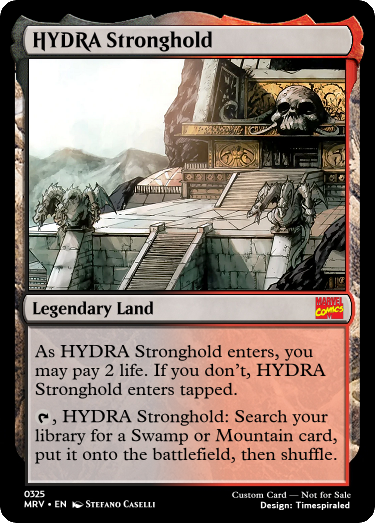 HYDRA Stronghold
Legendary Land
MARVEL
COMICS
As HYDRA Stronghold enters, you
may pay 2 life. If you don't, HYDRA
Stronghold enters tapped.
, HYDRA Stronghold: Search your
library for a Swamp or Mountain card,
put it onto the battlefield, then shuffle.
0325
MRV • EN Stefano Caselli
Custom Card — Not for Sale
Design: Timespiraled